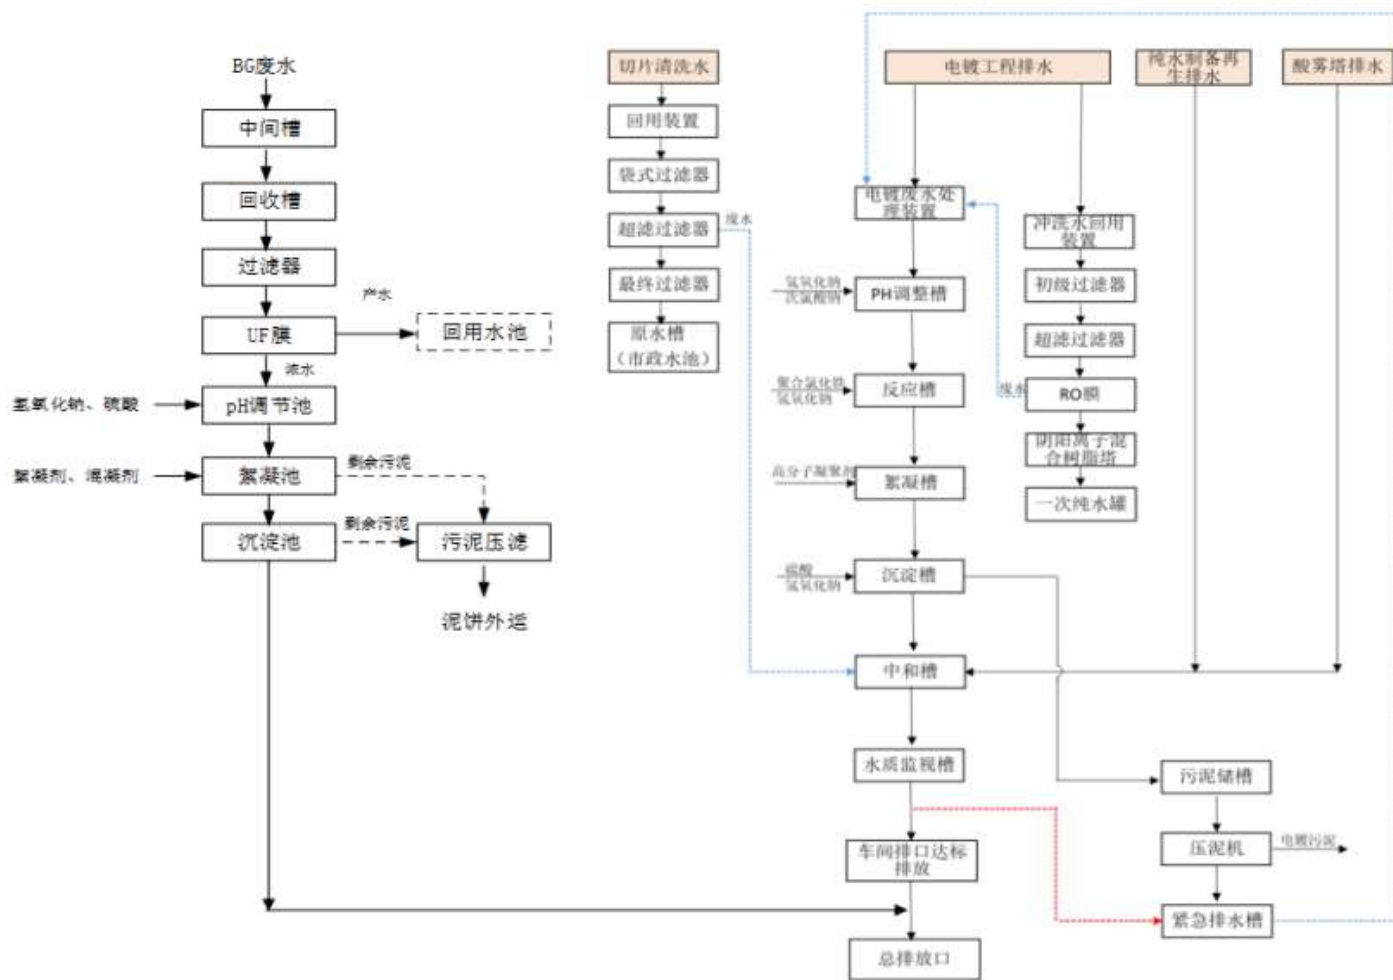 BG废水
中间槽
回收槽
过滤器
产水
UF膜
回用水池
浓水
氢氧化钠、硫酸
pH调节池
絮凝剂、混凝剂
絮凝池
剩余污泥
沉淀池
剩余污泥
污泥压滤
泥饼外运
切片清洗水
回用装置
袋式过滤器
超滤过滤器
废水
最终过滤器
原水槽
（市政水池）
电镀工程排水
电镀废水处
理装置
氢氧化钠
次氯酸钠
PH调整槽
聚合氯化铁
氢氧化钠
反应槽
高分子凝聚剂
絮凝槽
硫酸
氢氧化钠
沉淀槽
中和槽
水质监视槽
车间排口达标
排放
总排放口
冲洗水回用
装置
初级过滤器
超滤过滤器
废水
RO膜
阴阳离子混
合树脂塔
一次纯水罐
纯水制备再
生排水
酸雾塔排水
污泥储槽
压泥机
电镀污泥
紧急排水槽